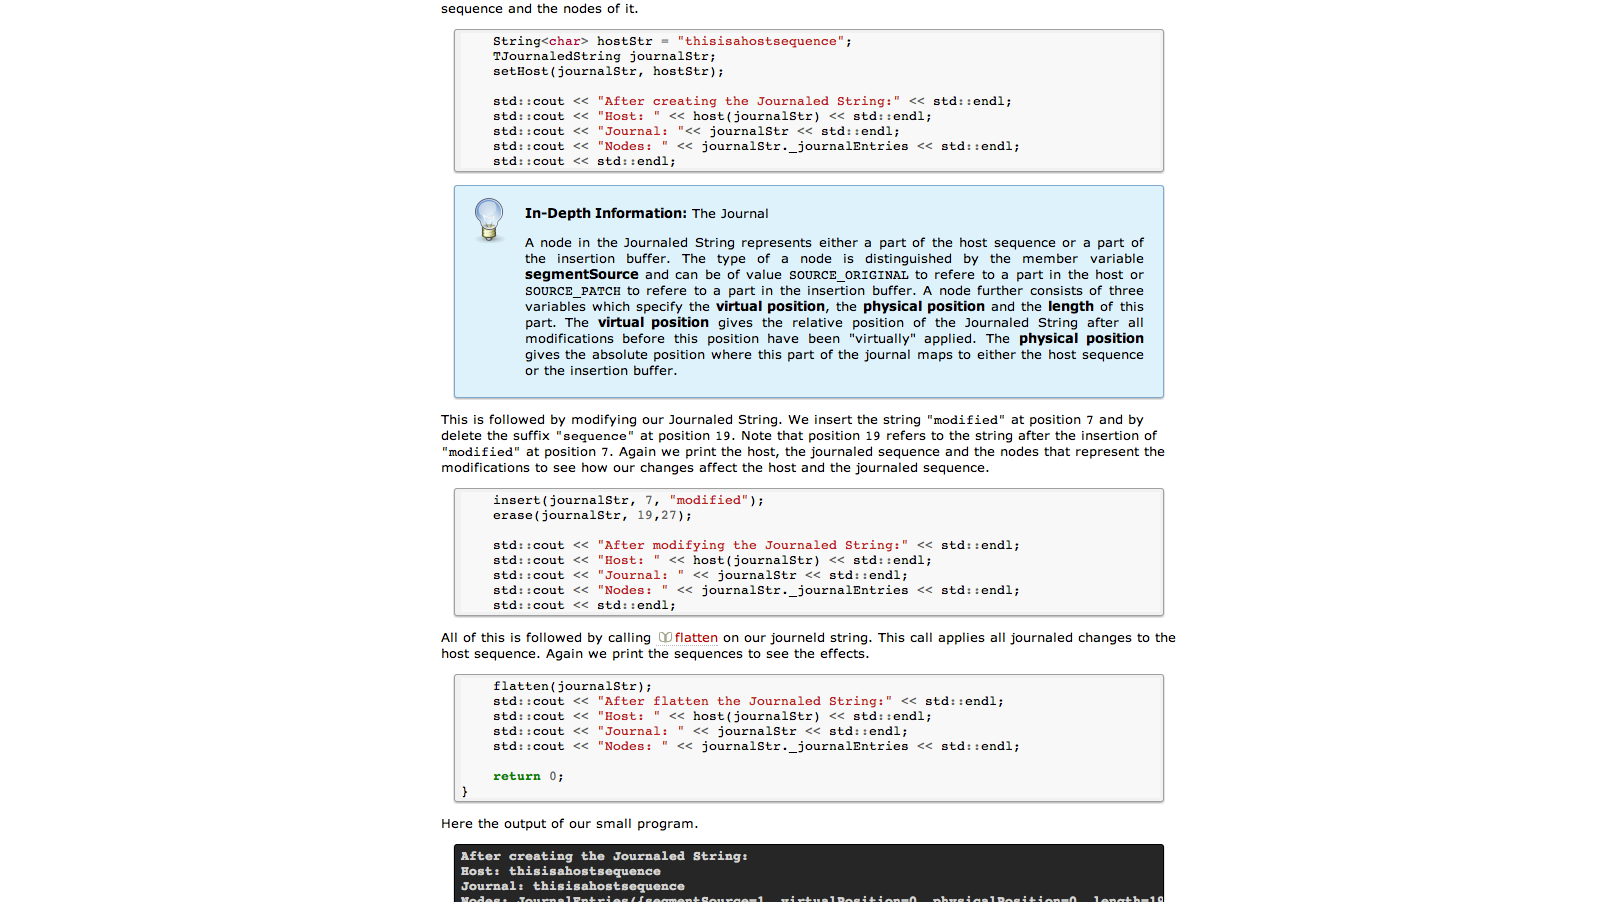 sequence and the nodes of it.
String<char> hostStr = "thisisahostsequence";
TJournaledString journalStr;
setHost(journalStr, hostStr);
std::cout << "After creating the Journaled String:" << std::endl;
std::cout << "Host: " << host(journalStr) << std::endl;
std::cout << "Journal: "<< journalStr << std::endl;
std::cout << "Nodes: " << journalStr._journalEntries << std::endl;
std::cout << std::endl;
In-Depth Information: The Journal
A node in the Journaled String represents either a part of the host sequence or a part of
the insertion buffer. The type of a node is distinguished by the member variable
segmentSource and can be of value SOURCE_ORIGINAL to refere to a part in the host or
SOURCE_PATCH to refere to a part in the insertion buffer. A node further consists of three
variables which specify the virtual position, the physical position and the length of this
part. The virtual position gives the relative position of the Journaled String after all
modifications before this position have been "virtually" applied. The physical position
gives the absolute position where this part of the journal maps to either the host sequence
or the insertion buffer.
This is followed by modifying our Journaled String. We insert the string "modified" at position 7 and by
delete the suffix "sequence" at position 19. Note that position 19 refers to the string after the insertion of
"modified" at position 7. Again we print the host, the journaled sequence and the nodes that represent the
modifications to see how our changes affect the host and the journaled sequence.
insert(journalStr, 7, "modified");
erase(journalStr, 19,27);
std::cout << "After modifying the Journaled String:" << std::endl;
std::cout << "Host: " << host(journalStr) << std::endl;
std::cout << "Journal: " << journalStr << std::endl;
std::cout << "Nodes: " << journalStr._journalEntries << std::endl;
std::cout << std::endl;
All of this is followed by calling flatten on our journeld string. This call applies all journaled changes to the
host sequence. Again we print the sequences to see the effects.
flatten(journalStr);
std::cout << "After flatten the Journaled String:" << std::endl;
std::cout << "Host: " << host(journalStr) << std::endl;
std::cout << "Journal: " << journalStr << std::endl;
std::cout << "Nodes: " << journalStr._journalEntries << std::endl;
return 0;
}
Here the output of our small program.
After creating the Journaled String:
Host: thisisahostsequence
Journal: thisisahostsequence
Nodes: JournalEntries({segmentSource=1, virtualPosition=0, physicalPosition=0, length=19